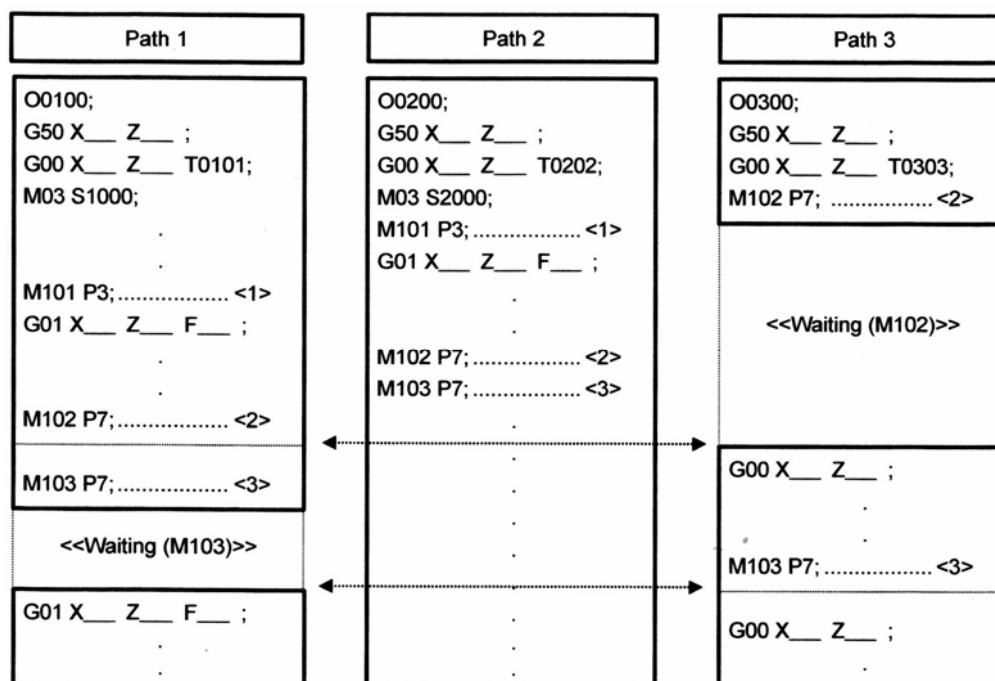 Path 1
O0100;
G50 X___ Z___ ;
G00 X___ Z___ T0101;
M03 S1000;
.
.
M101 P3; .................. <1>
G01 X___ Z___ F___ ;
.
.
M102 P7; .................. <2>
M103 P7; .................. <3>
<<Waiting (M103)>>
G01 X___ Z___ F___ ;
.
.
Path 2
O0200;
G50 X___ Z___ ;
G00 X___ Z___ T0202;
M03 S2000;
M101 P3; .................. <1>
G01 X___ Z___ F___ ;
.
.
M102 P7; .................. <2>
M103 P7; .................. <3>
.
.
.
.
.
.
.
.
Path 3
O0300;
G50 X___ Z___ ;
G00 X___ Z___ T0303;
M102 P7; ................. <2>
<<Waiting (M102)>>
G00 X___ Z___ ;
.
.
M103 P7; .................. <3>
G00 X___ Z___ ;
.